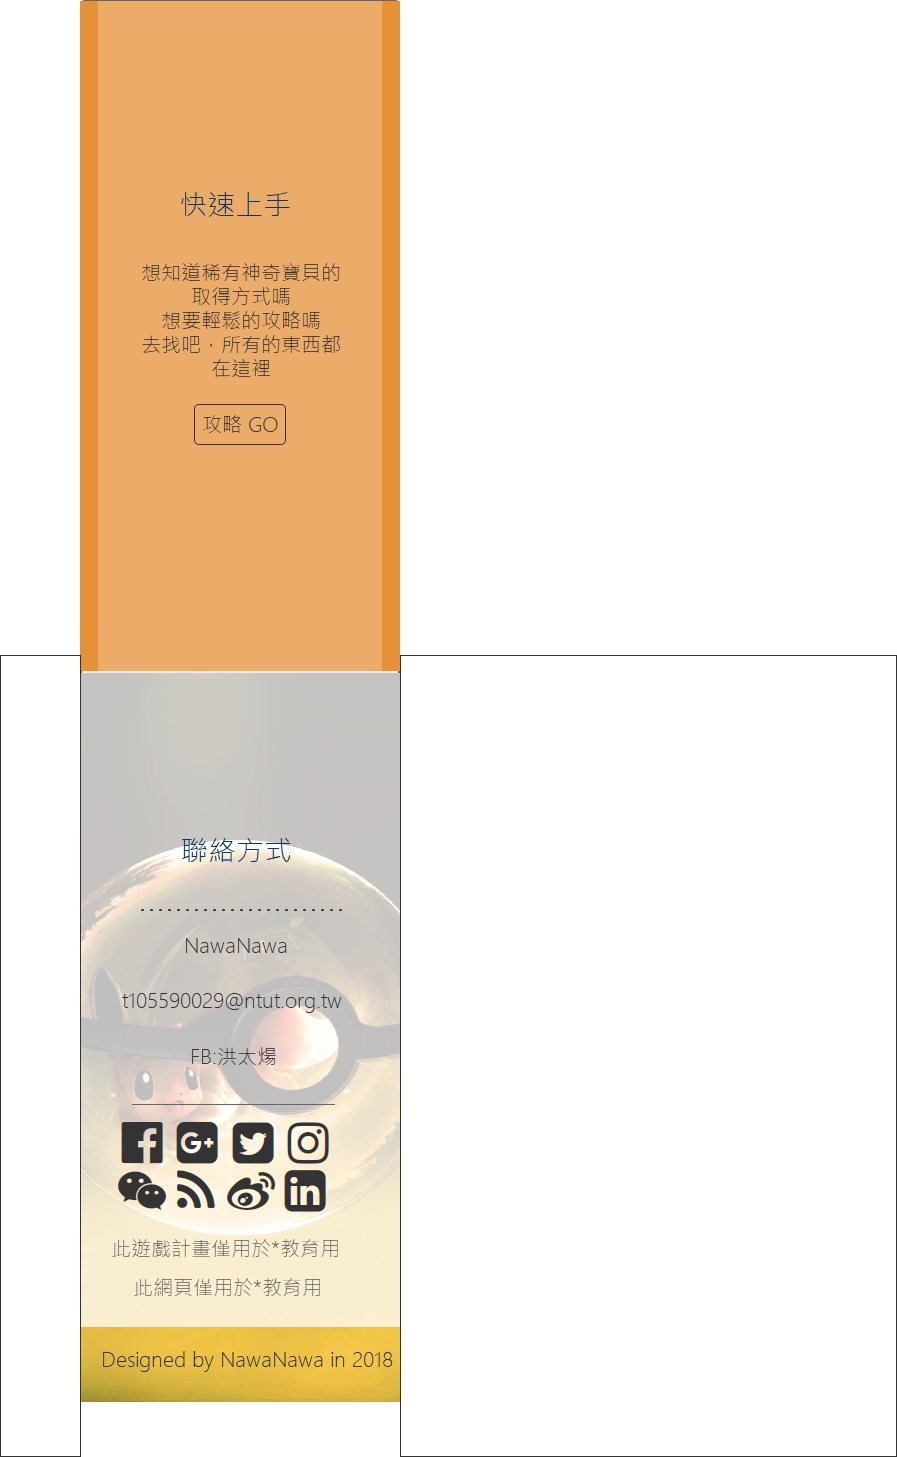 快速上手
想知道稀有神奇寶貝的
取得方式嗎
想要輕鬆的攻略嗎
去找吧，所有的東西都
在這裡
攻略 GO
聯絡方式
NawaNawa
t105590029@ntut.org.tw
FB:洪太煬
此遊戲計畫僅用於*教育用
此網頁僅用於*教育用
Designed by NawaNawa in 2018